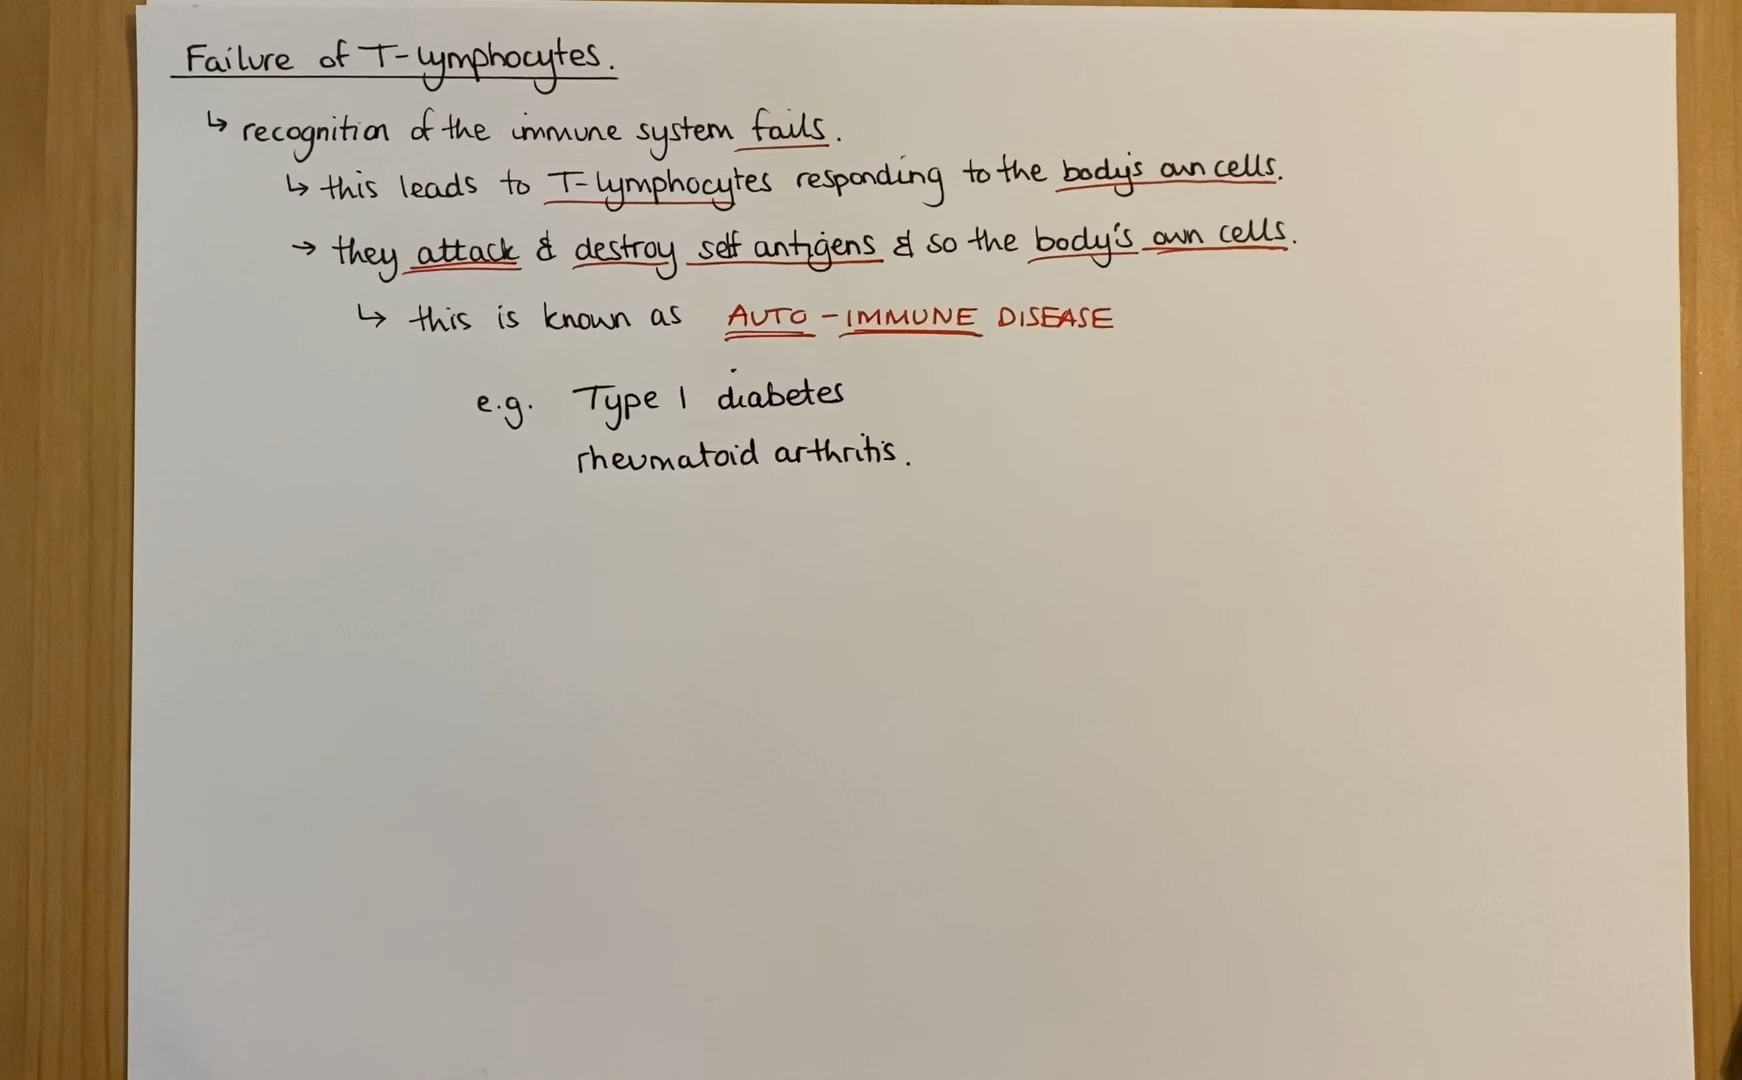 Failure of T-lymphocytes.
↳ recognition of the immune system fails.
↳ this leads to T-lymphocytes responding to the body's own cells.
→ they attack & destroy self antigens & so the body's own cells.
↳ this is known as AUTO-IMMUNE DISEASE
e.g. Type 1 diabetes
rheumatoid arthritis.